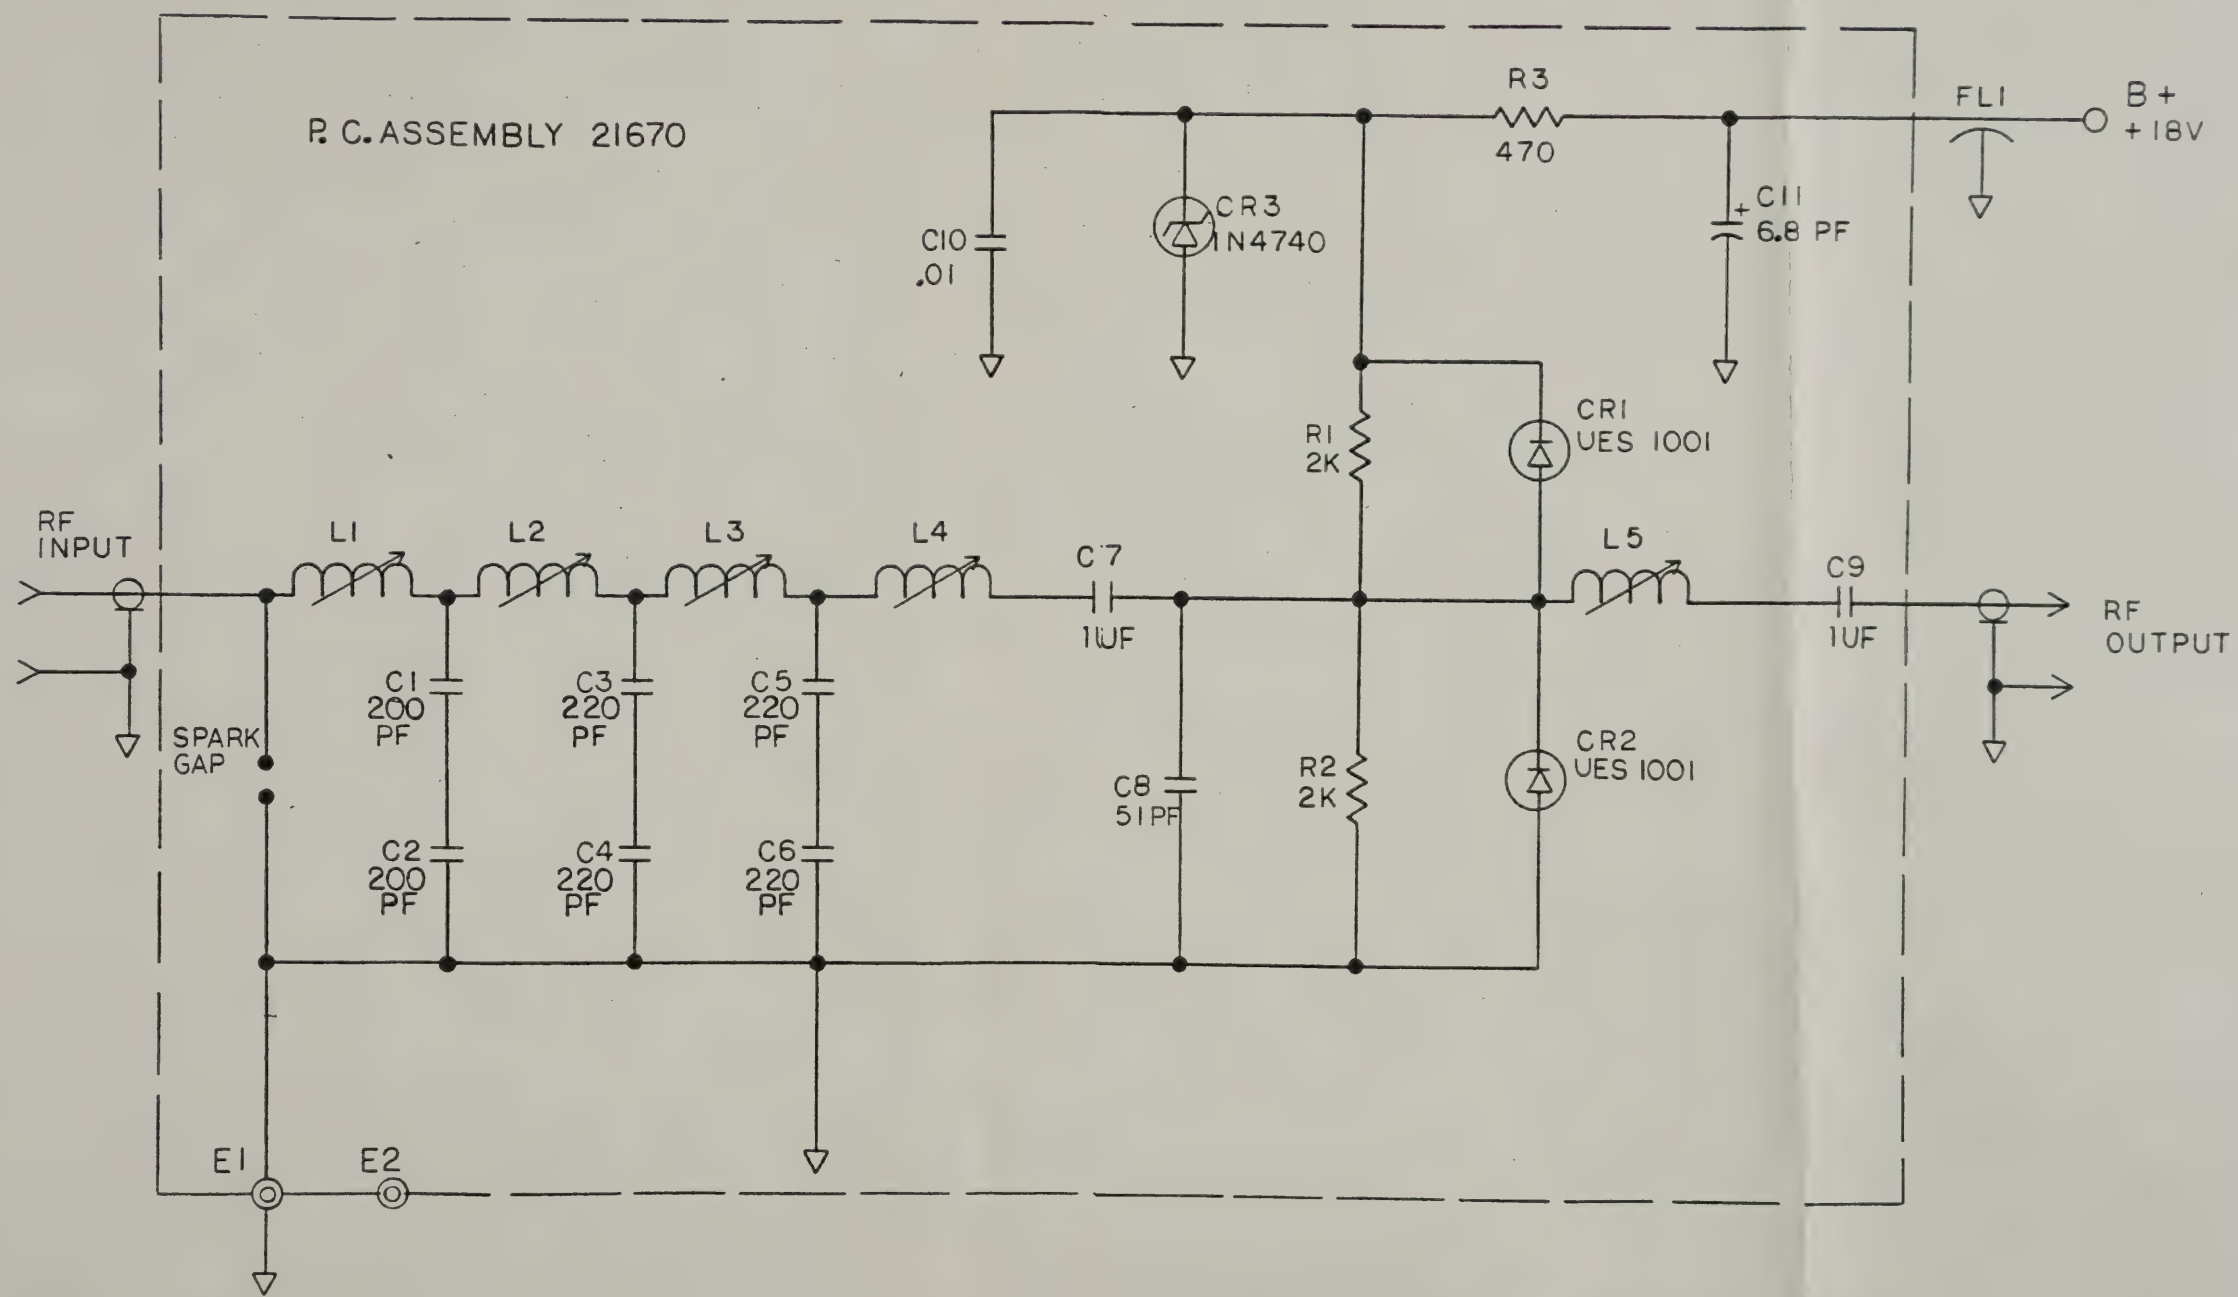 P.C. ASSEMBLY 21670
R3
470
FL1
B+
+18V
C10
.01
CR3
1N4740
+
C11
6.8 PF
R1
2K
CR1
UES 1001
RF
INPUT
L1
L2
L3
L4
C7
1UF
L5
C9
1UF
RF
OUTPUT
SPARK
GAP
C1
200
PF
C3
220
PF
C5
220
PF
C8
51PF
R2
2K
CR2
UES 1001
C2
200
PF
C4
220
PF
C6
220
PF
E1
E2